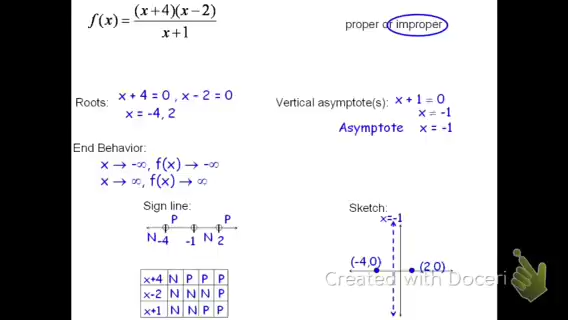 f(x) = (x+4)(x−2) / x+1
proper or improper
Roots: x + 4 = 0 , x − 2 = 0
x = -4, 2
Vertical asymptote(s): x + 1 = 0
x = -1
Asymptote x = -1
End Behavior:
x → -∞, f(x) → -∞
x → ∞, f(x) → ∞
Sign line:
P P
N -4 -1 N 2
x+4 N P P P
x-2 N N N P
x+1 N N P P
Sketch:
x=-1
(-4,0) (2,0)
Created with Doceri